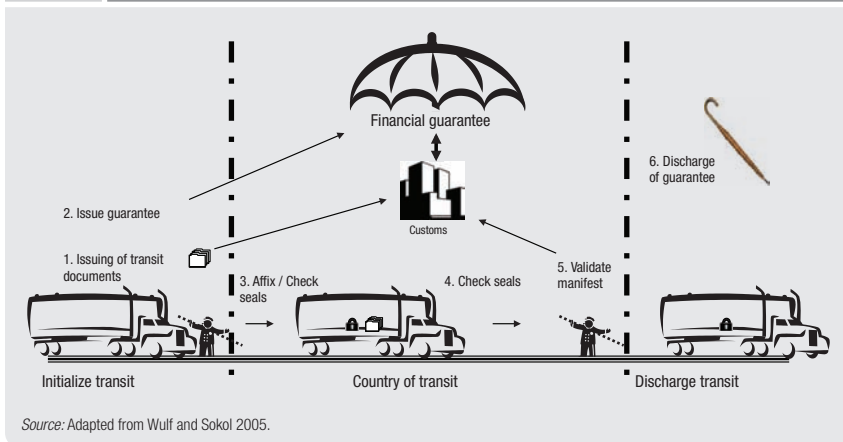 Financial guarantee
Customs
2. Issue guarantee
1. Issuing of transit
documents
3. Affix / Check
seals
4. Check seals
5. Validate
manifest
6. Discharge
of guarantee
Initialize transit
Country of transit
Discharge transit
Source: Adapted from Wulf and Sokol 2005.